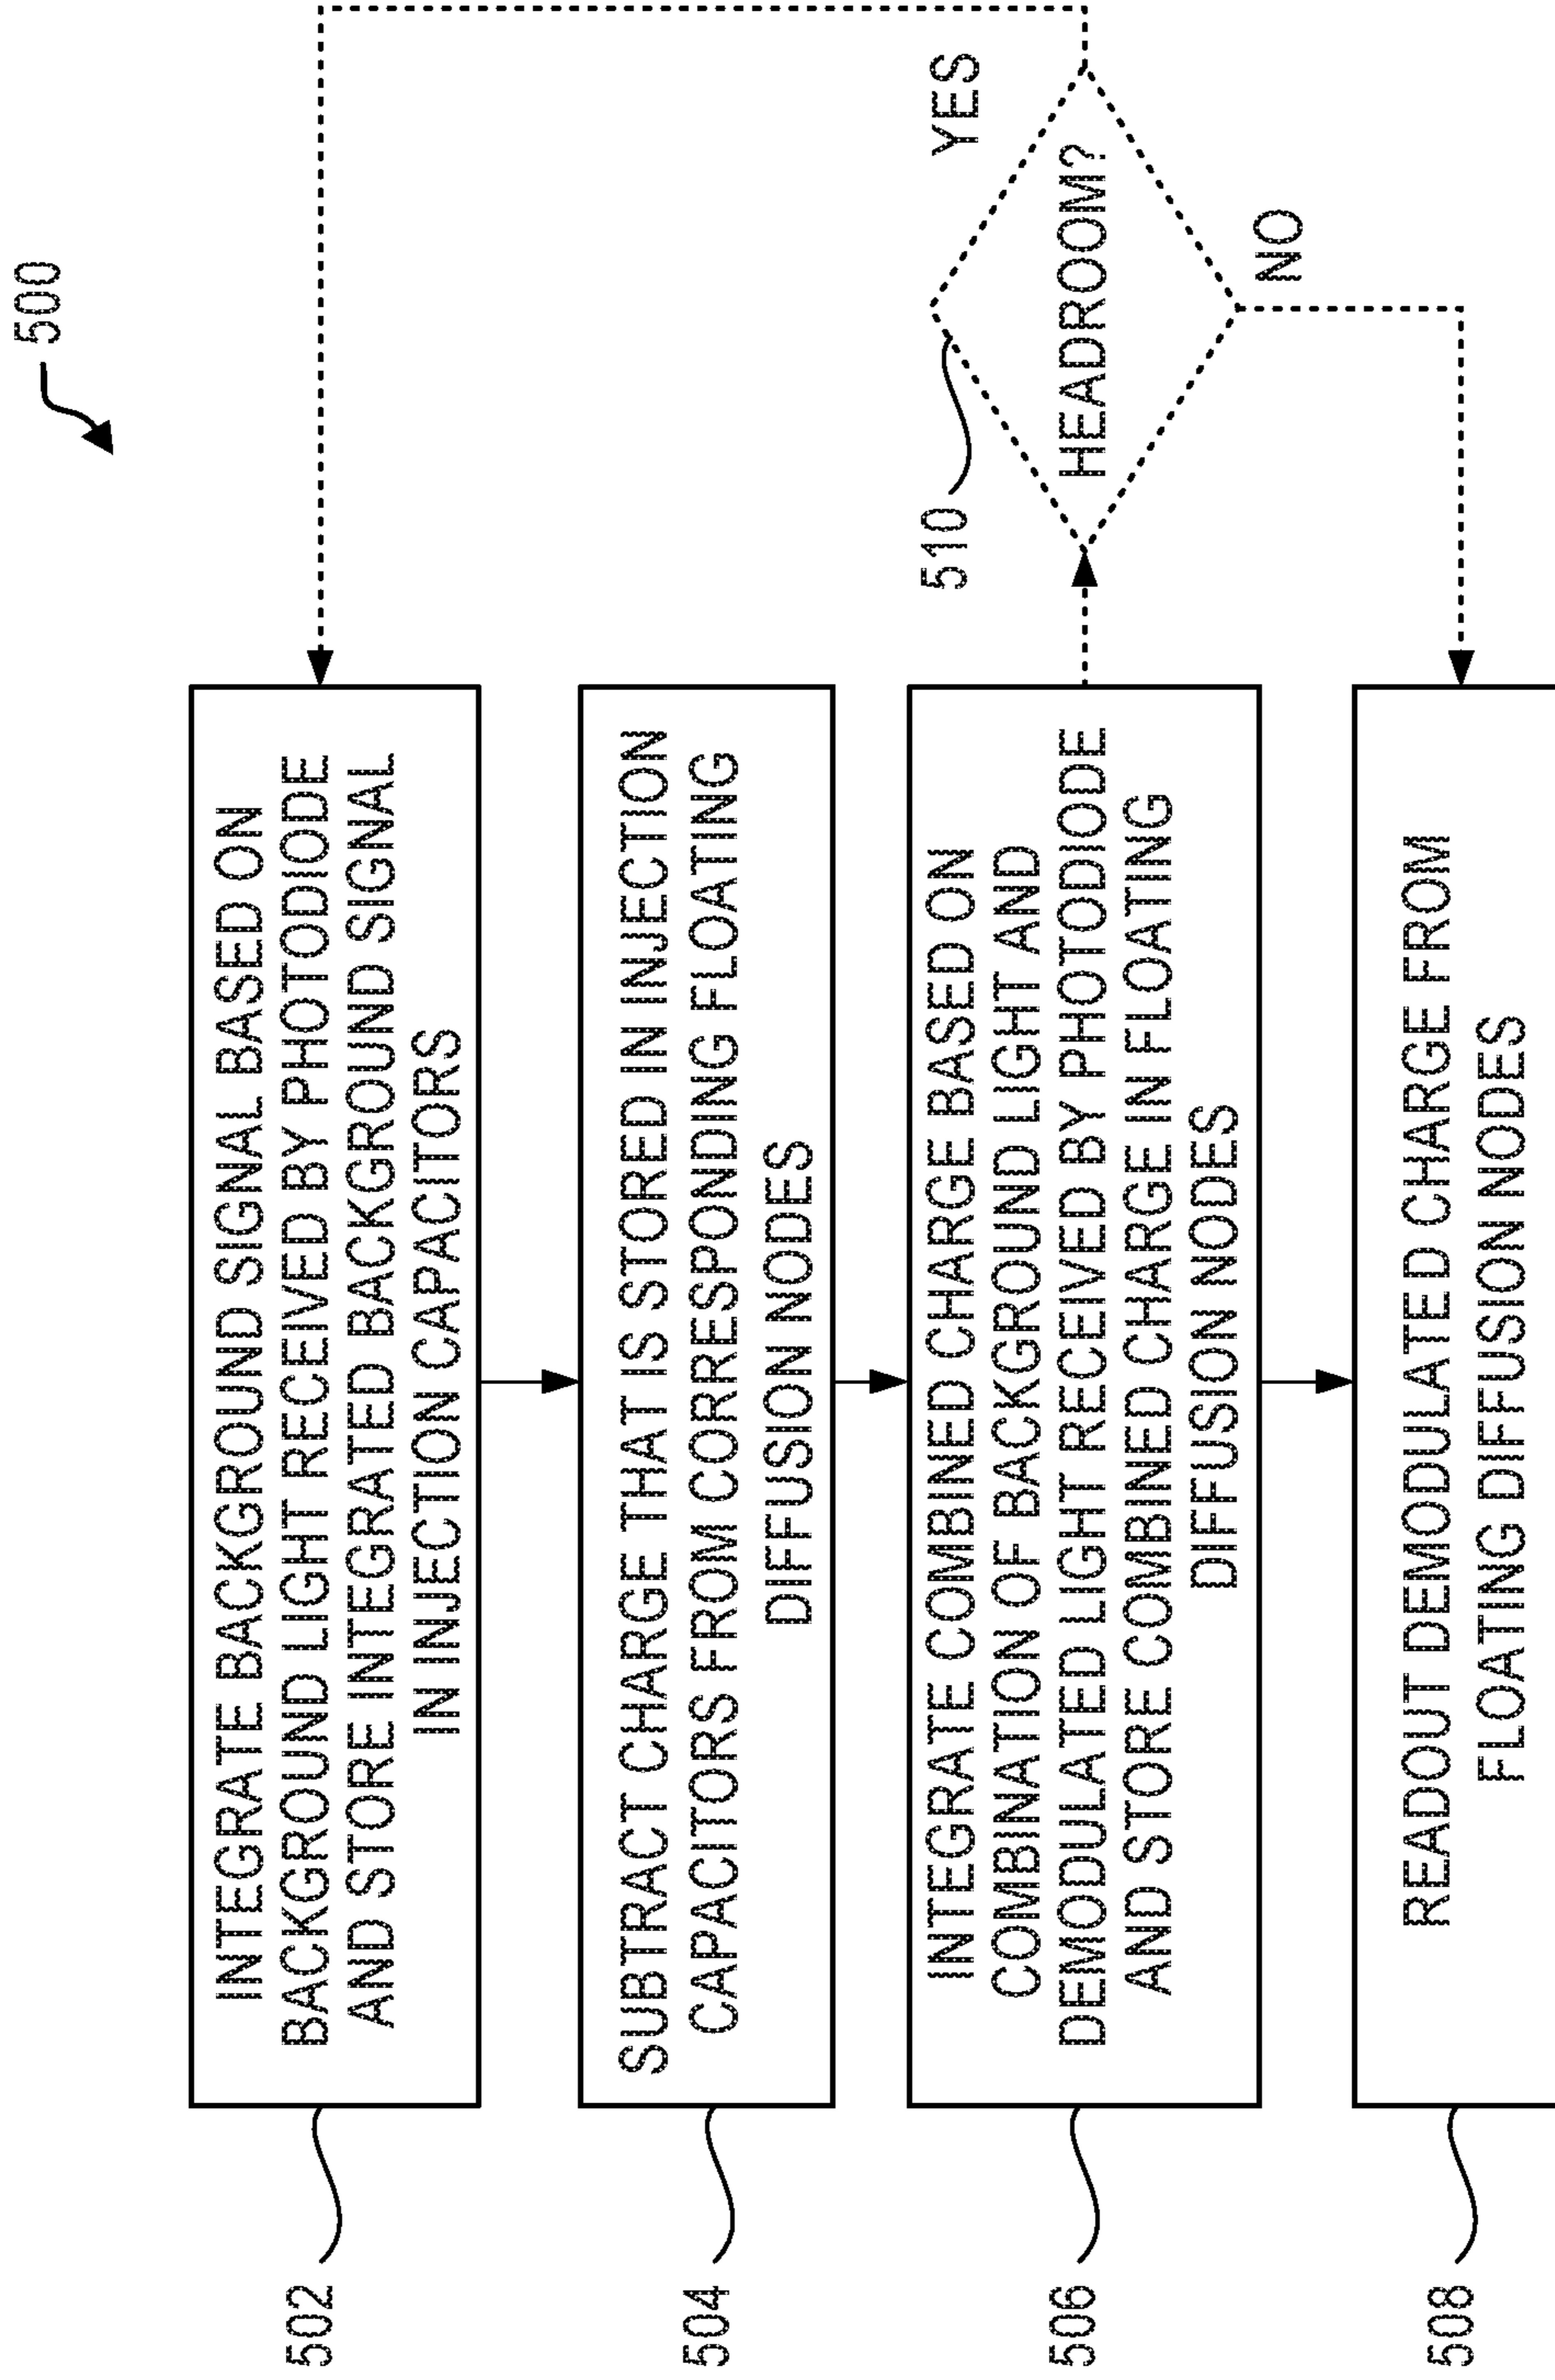 500
502
INTEGRATE BACKGROUND SIGNAL BASED ON
BACKGROUND LIGHT RECEIVED BY PHOTODIODE
AND STORE INTEGRATED BACKGROUND SIGNAL
IN INJECTION CAPACITORS
504
SUBTRACT CHARGE THAT IS STORED IN INJECTION
CAPACITORS FROM CORRESPONDING FLOATING
DIFFUSION NODES
506
INTEGRATE COMBINED CHARGE BASED ON
COMBINATION OF BACKGROUND LIGHT AND
DEMODULATED LIGHT RECEIVED BY PHOTODIODE
AND STORE COMBINED CHARGE IN FLOATING
DIFFUSION NODES
510
HEADROOM?
YES
NO
508
READOUT DEMODULATED CHARGE FROM
FLOATING DIFFUSION NODES